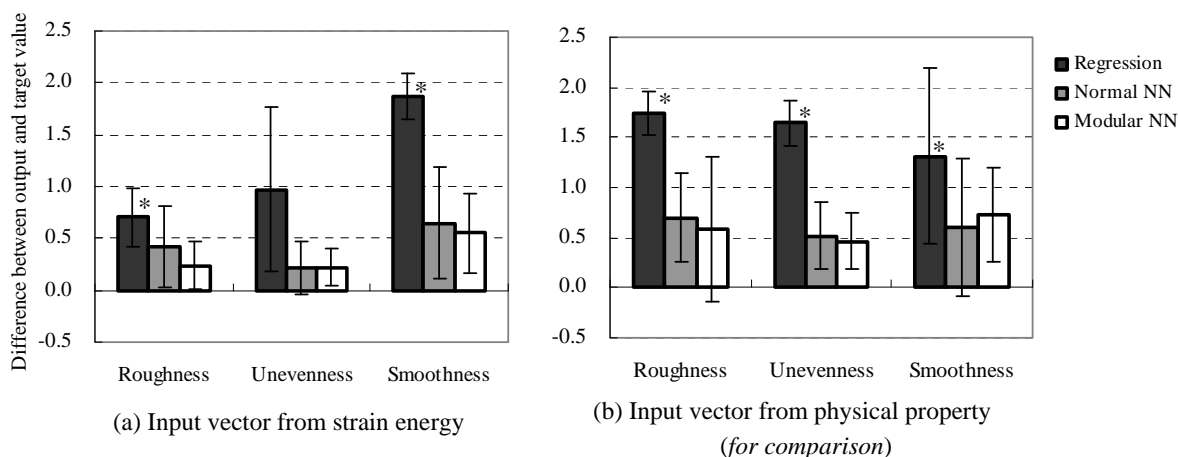 Difference between output and target value
2.5
2.0
1.5
1.0
0.5
0.0
-0.5
*
*
Roughness Unevenness Smoothness
(a) Input vector from strain energy
2.5
2.0
1.5
1.0
0.5
0.0
-0.5
*
*
*
Roughness Unevenness Smoothness
(b) Input vector from physical property
(for comparison)
Regression
Normal NN
Modular NN